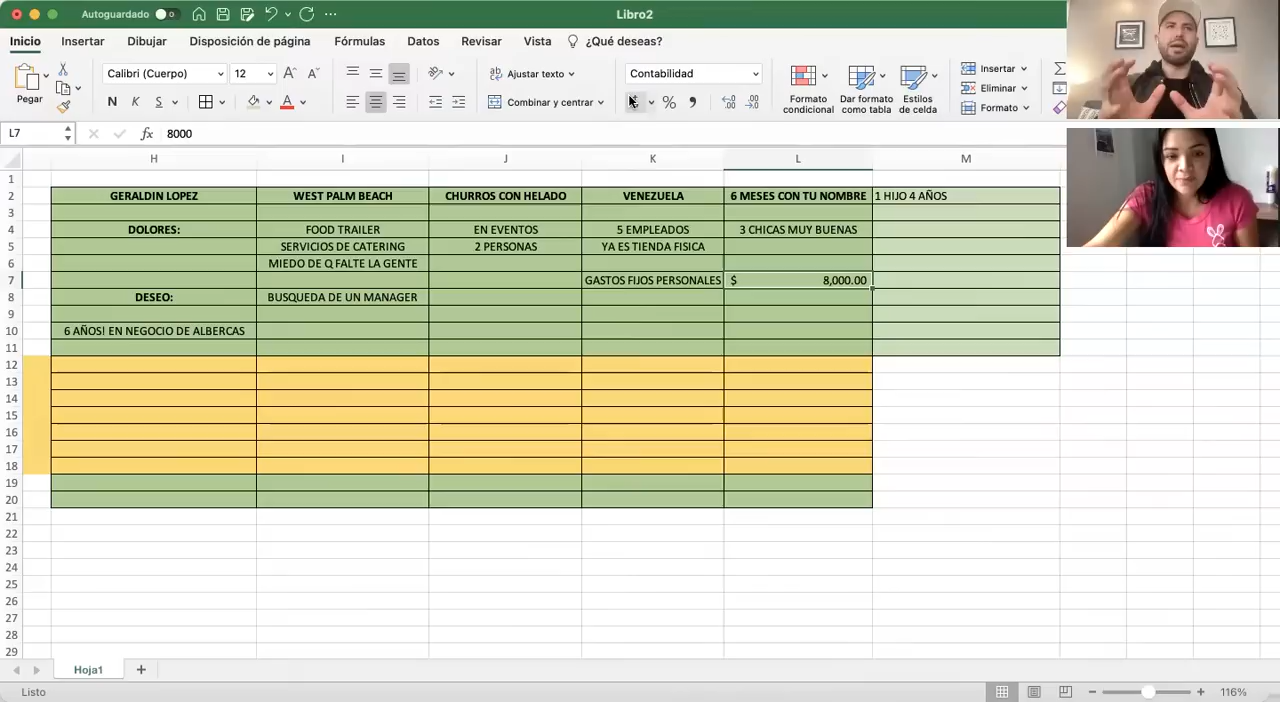 Autoguardado
Libro2
Inicio Insertar Dibujar Disposición de página Fórmulas Datos Revisar Vista ¿Qué deseas?
Pegar
Calibri (Cuerpo) 12
N K S A
Ajustar texto
Combinar y centrar
Contabilidad
$ % ,
Formato condicional
Dar formato como tabla
Estilos de celda
Insertar
Eliminar
Formato
L7 fx 8000
H I J K L M
1
2 GERALDIN LOPEZ WEST PALM BEACH CHURROS CON HELADO VENEZUELA 6 MESES CON TU NOMBRE 1 HIJO 4 AÑOS
3
4 DOLORES: FOOD TRAILER EN EVENTOS 5 EMPLEADOS 3 CHICAS MUY BUENAS
5 SERVICIOS DE CATERING 2 PERSONAS YA ES TIENDA FISICA
6 MIEDO DE Q FALTE LA GENTE
7 GASTOS FIJOS PERSONALES $ 8,000.00
8 DESEO: BUSQUEDA DE UN MANAGER
9
10 6 AÑOS! EN NEGOCIO DE ALBERCAS
11
12
13
14
15
16
17
18
19
20
21
22
23
24
25
26
27
28
29
Hoja1
Listo
116%